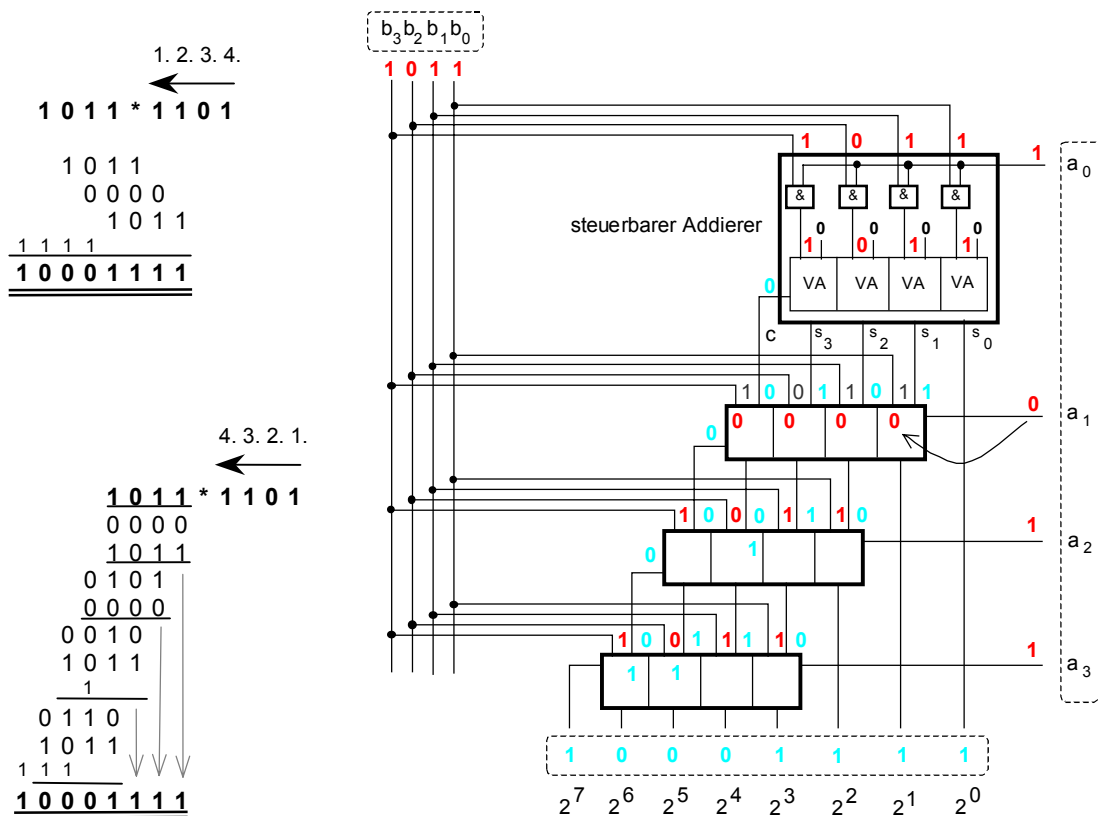 1. 2. 3. 4.
1 0 1 1 * 1 1 0 1
1 0 1 1
0 0 0 0
1 0 1 1
1 1 1 1
1 0 0 0 1 1 1 1
4. 3. 2. 1.
1 0 1 1 * 1 1 0 1
0 0 0 0
1 0 1 1
0 1 0 1
0 0 0 0
0 0 1 0
1 0 1 1
1
0 1 1 0
1 0 1 1
1 1 1
1 0 0 0 1 1 1 1
b3 b2 b1 b0
1 0 1 1
1 0 1 1
1 a0
& & & &
steuerbarer Addierer
0 0 0 0
1 0 1 1
VA VA VA VA
0
c s3 s2 s1 s0
1 0 0 1 1 0 1 1
0 a1
0 0 0 0
0
1 0 0 0 1 1 1 0
1 a2
1
0
1 0 0 1 1 1 1 0
1 a3
1 1
1 0 0 0 1 1 1 1
2^7 2^6 2^5 2^4 2^3 2^2 2^1 2^0